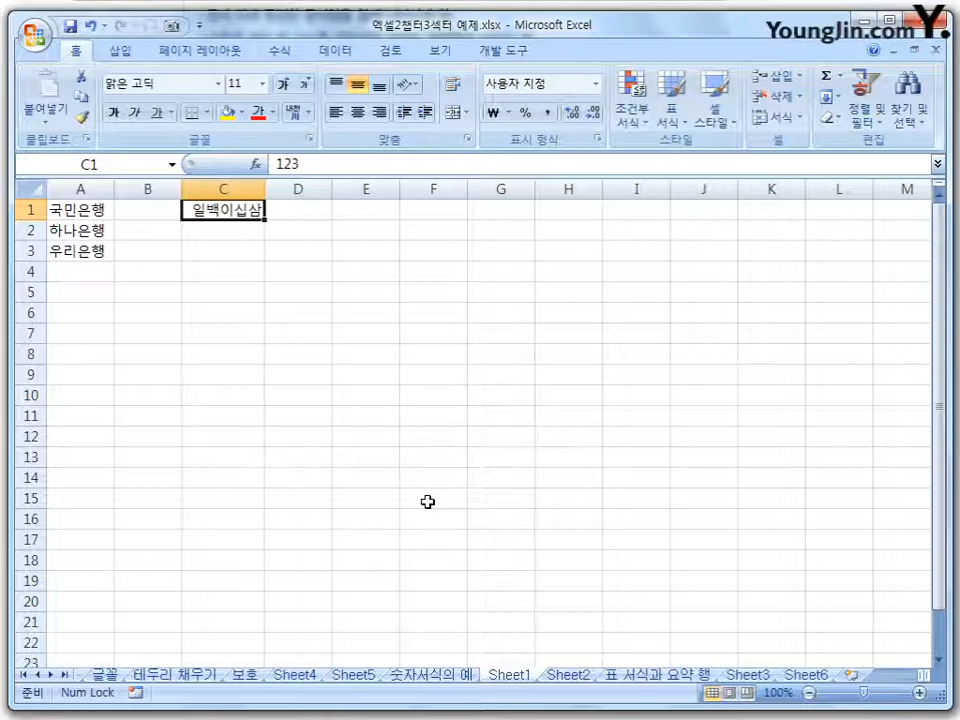 엑셀2챕터3섹터 예제.xlsx - Microsoft Excel
YoungJin.com Y.
홈 삽입 페이지 레이아웃 수식 데이터 검토 보기 개발 도구
붙여넣기
클립보드
맑은 고딕 11
가 가 가 가
글꼴
맞춤
사용자 지정
표시 형식
조건부 서식
표 서식
셀 스타일
스타일
삽입
삭제
서식
셀
정렬 및 필터
찾기 및 선택
편집
C1 fx 123
A B C D E F G H I J K L M
1 국민은행 일백이십삼
2 하나은행
3 우리은행
4
5
6
7
8
9
10
11
12
13
14
15
16
17
18
19
20
21
22
23
글꼴 테두리 채우기 보호 Sheet4 Sheet5 숫자서식의 예 Sheet1 Sheet2 표 서식과 요약 행 Sheet3 Sheet6
준비 Num Lock 100%